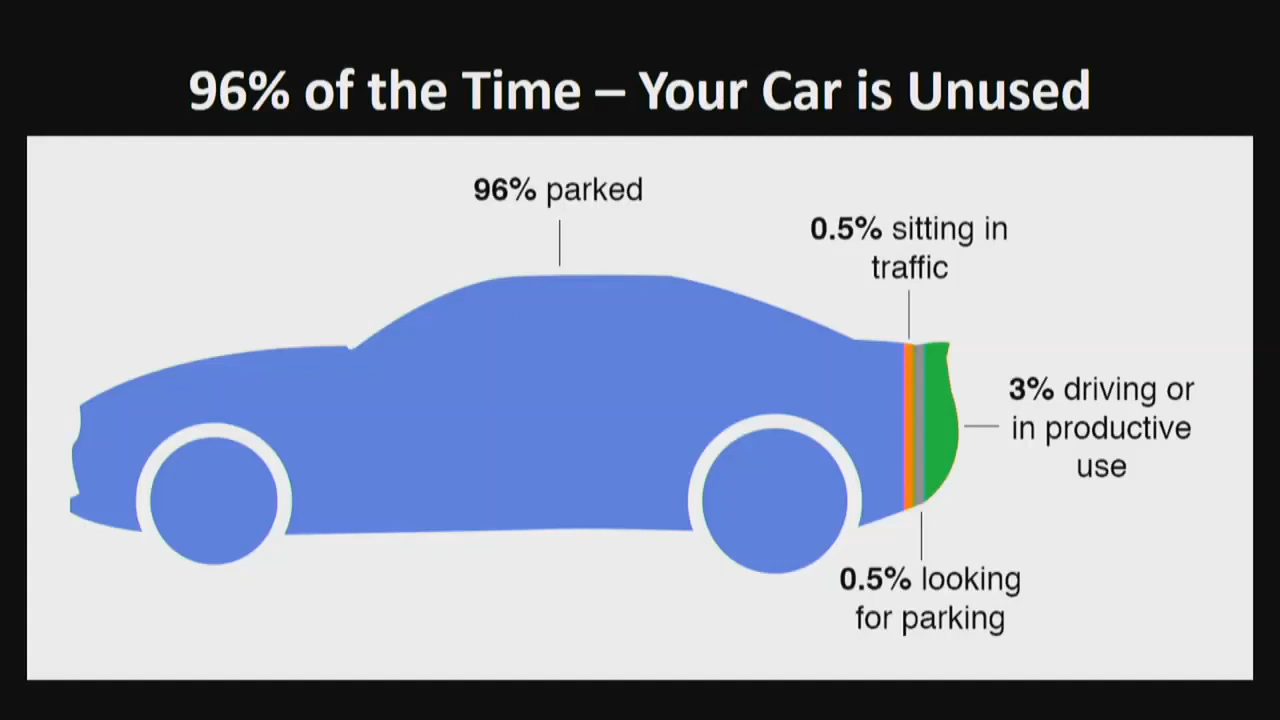 96% of the Time – Your Car is Unused
96% parked
0.5% sitting in
traffic
3% driving or
in productive
use
0.5% looking
for parking